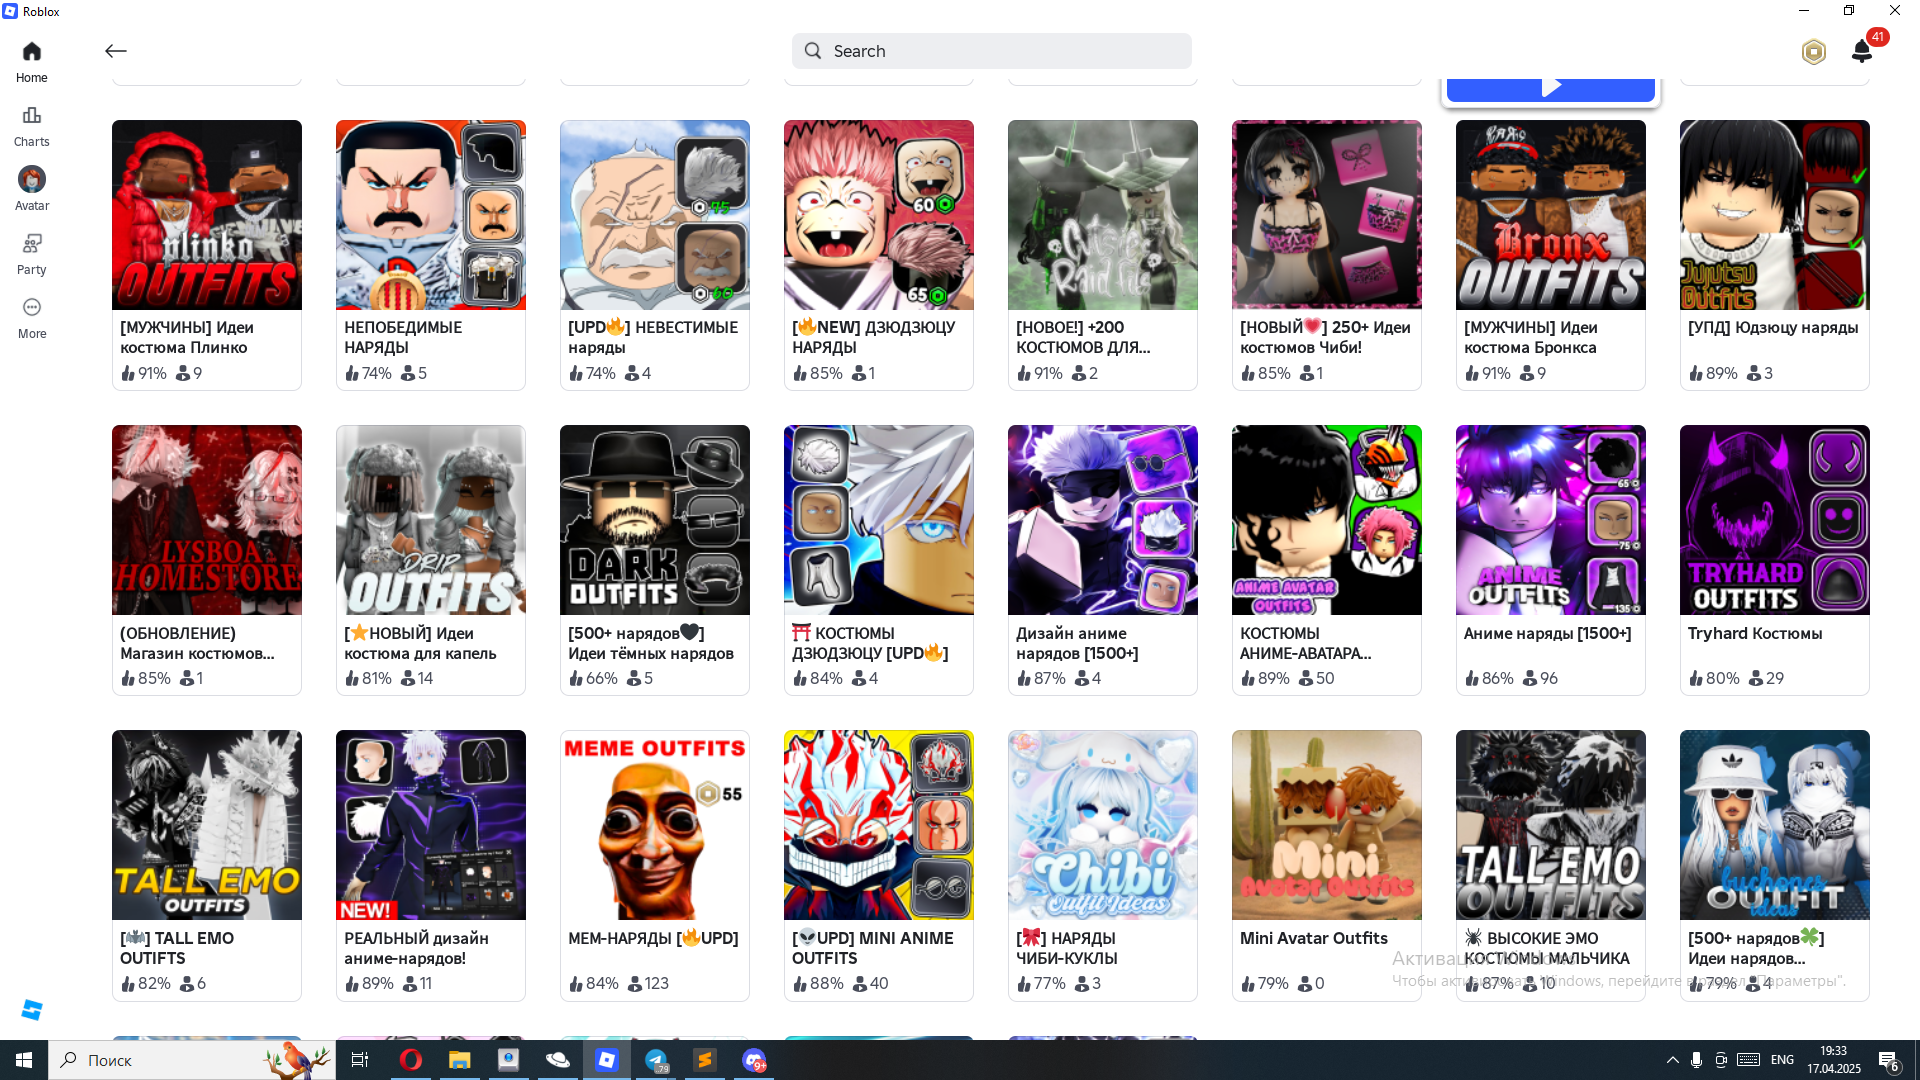 Roblox
Search
41
Home
Charts
Avatar
Party
More
plinko
OUTFITS
75
60
60
65
Bronx
OUTFITS
Jujutsu
Outfits
[МУЖЧИНЫ] Идеи
костюма Плинко
91% 9
НЕПОБЕДИМЫЕ
НАРЯДЫ
74% 5
[UPD🔥] НЕВЕСТИМЫЕ
наряды
74% 4
[🔥NEW] ДЗЮДЗЮЦУ
НАРЯДЫ
85% 1
[НОВОЕ!] +200
КОСТЮМОВ ДЛЯ...
91% 2
[НОВЫЙ💗] 250+ Идеи
костюмов Чиби!
85% 1
[МУЖЧИНЫ] Идеи
костюма Бронкса
91% 9
[УПД] Юдзюцу наряды
89% 3
LYSBOA
HOMESTORE
DRIP
OUTFITS
DARK
OUTFITS
ANIME AVATAR
OUTFITS
ANIME
OUTFITS
65
75
135
TRYHARD
OUTFITS
(ОБНОВЛЕНИЕ)
Магазин костюмов...
85% 1
[⭐НОВЫЙ] Идеи
костюма для капель
81% 14
[500+ нарядов🖤]
Идеи тёмных нарядов
66% 5
⛩️ КОСТЮМЫ
ДЗЮДЗЮЦУ [UPD🔥]
84% 4
Дизайн аниме
нарядов [1500+]
87% 4
КОСТЮМЫ
АНИМЕ-АВАТАРА...
89% 50
Аниме наряды [1500+]
86% 96
Tryhard Костюмы
80% 29
TALL EMO
OUTFITS
NEW!
MEME OUTFITS
55
Chibi
Outfit Ideas
Mini
Avatar Outfits
TALL EMO
OUTFITS
buchones
OUTFIT
ideas
[🦇] TALL EMO
OUTIFTS
82% 6
РЕАЛЬНЫЙ дизайн
аниме-нарядов!
89% 11
МЕМ-НАРЯДЫ [🔥UPD]
84% 123
[👽UPD] MINI ANIME
OUTFITS
88% 40
[🎀] НАРЯДЫ
ЧИБИ-КУКЛЫ
77% 3
Mini Avatar Outfits
79% 0
🕷 ВЫСОКИЕ ЭМО
КОСТЮМЫ МАЛЬЧИКА
87% 10
[500+ нарядов🍀]
Идеи нарядов...
79% 4
Активация Windows
Чтобы активировать Windows, перейдите в раздел "Параметры".
Поиск
79
9+
ENG
19:33
17.04.2025
6